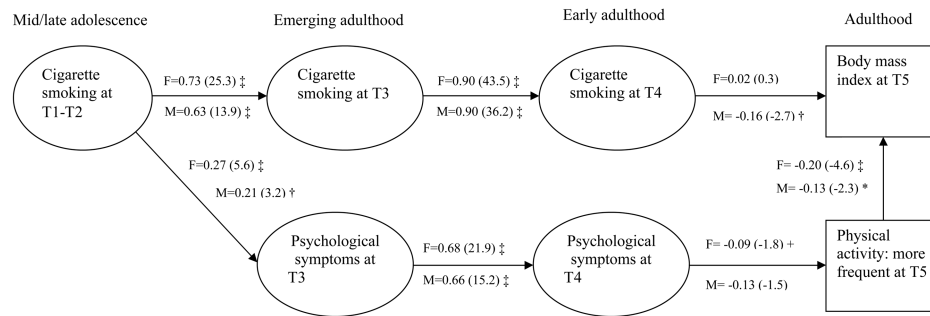 Mid/late adolescence
Emerging adulthood
Early adulthood
Adulthood
Cigarette
smoking at
T1-T2
F=0.73 (25.3) ‡
M=0.63 (13.9) ‡
Cigarette
smoking at T3
F=0.90 (43.5) ‡
M=0.90 (36.2) ‡
Cigarette
smoking at T4
F=0.02 (0.3)
M= -0.16 (-2.7) †
Body mass
index at T5
F=0.27 (5.6) ‡
M=0.21 (3.2) †
F= -0.20 (-4.6) ‡
M= -0.13 (-2.3) *
Psychological
symptoms at
T3
F=0.68 (21.9) ‡
M=0.66 (15.2) ‡
Psychological
symptoms at
T4
F= -0.09 (-1.8) +
M= -0.13 (-1.5)
Physical
activity: more
frequent at T5